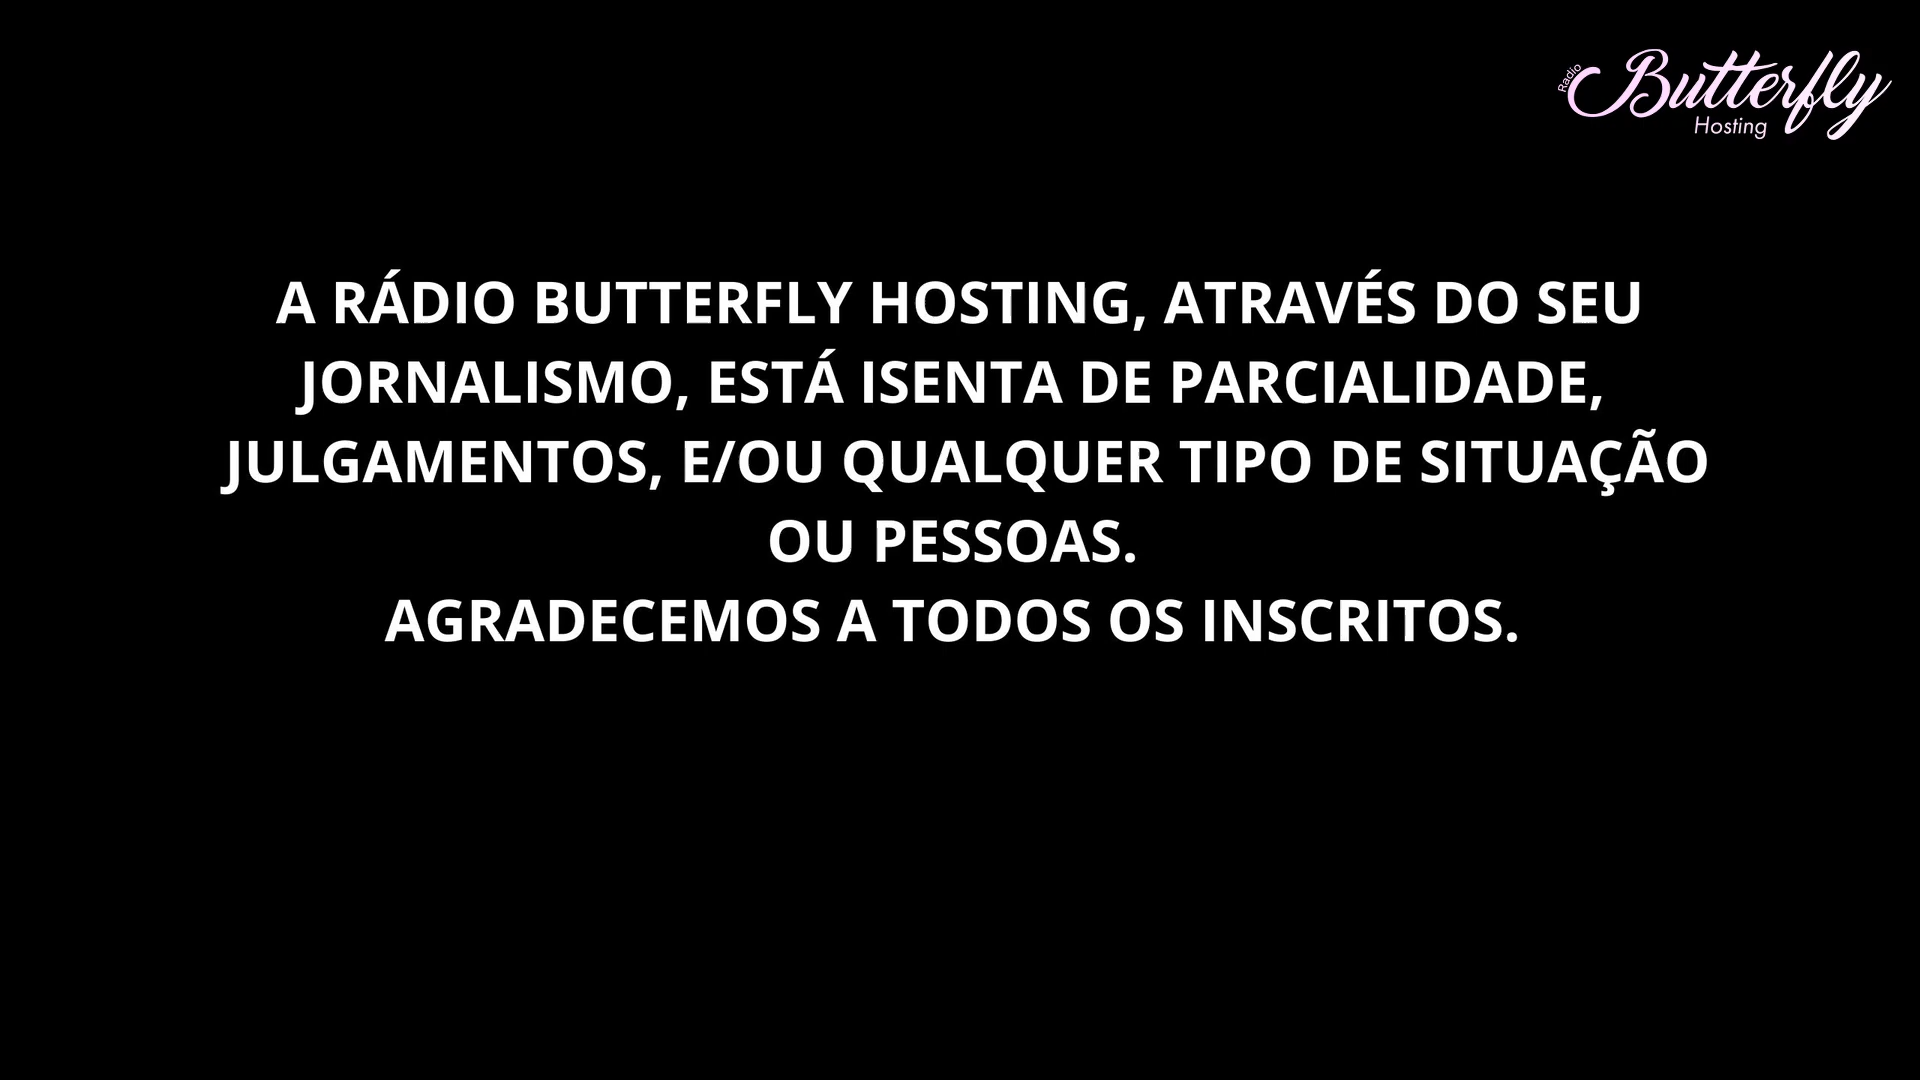 Radio
Butterfly
Hosting
A RÁDIO BUTTERFLY HOSTING, ATRAVÉS DO SEU
JORNALISMO, ESTÁ ISENTA DE PARCIALIDADE,
JULGAMENTOS, E/OU QUALQUER TIPO DE SITUAÇÃO
OU PESSOAS.
AGRADECEMOS A TODOS OS INSCRITOS.